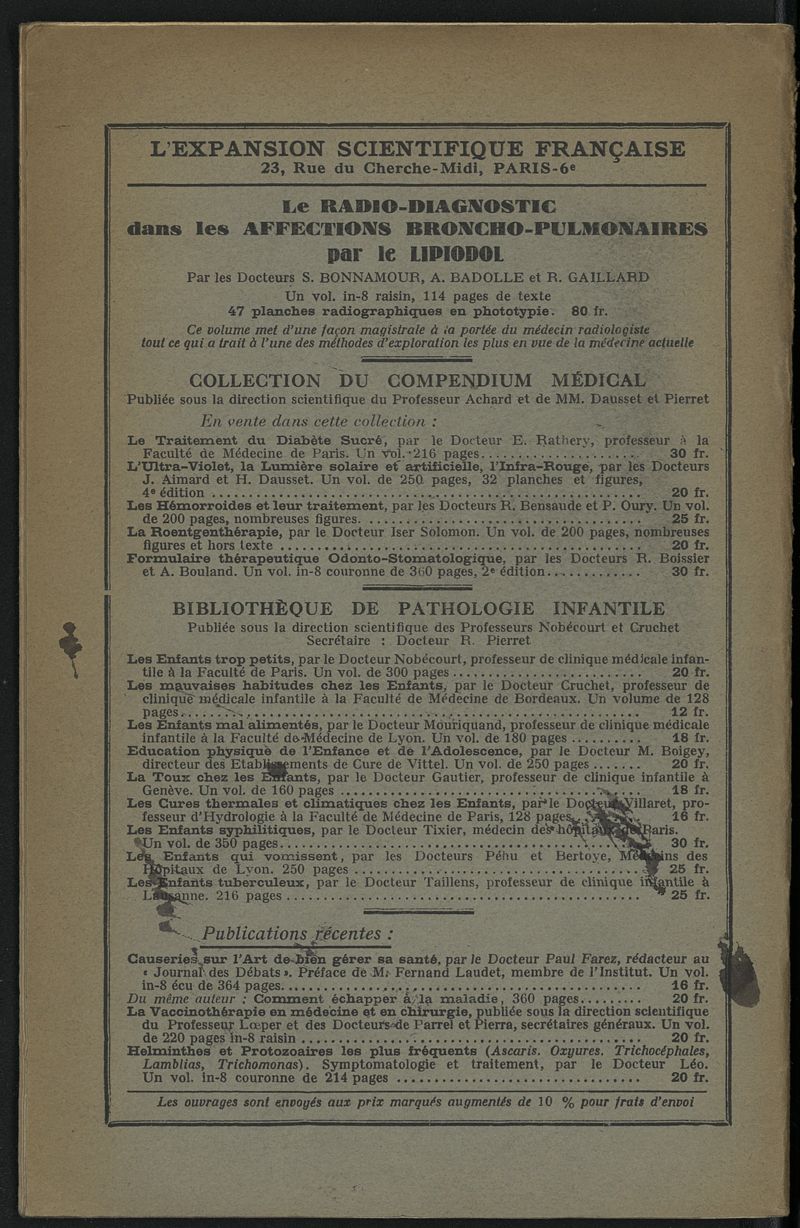 L'EXPANSION SCIENTIFIQUE FRANÇAISE
23, Rue du Cherche-Midi, PARIS-6e
Le RADIO-DIAGNOSTIC
dans les AFFECTIONS BRONCHO-PULMONAIRES
par le LIPIODOL
Par les Docteurs S. BONNAMOUR, A. BADOLLE et R. GAILLARD
Un vol. in-8 raisin, 114 pages de texte
47 planches radiographiques en phototypie. 80 fr.
Ce volume met d'une façon magistrale à la portée du médecin radiologiste
tout ce qui a trait à l'une des méthodes d'exploration les plus en vue de la médecine actuelle
COLLECTION DU COMPENDIUM MÉDICAL
Publiée sous la direction scientifique du Professeur Achard et de MM. Dausset et Pierret
En vente dans cette collection :
Le Traitement du Diabète Sucré, par le Docteur E. Rathery, professeur à la
Faculté de Médecine de Paris. Un vol. 216 pages..................... 30 fr.
L'Ultra-Violet, la Lumière solaire et artificielle, l'Infra-Rouge, par les Docteurs
J. Aimard et H. Dausset. Un vol. de 250 pages, 32 planches et figures,
4e édition ........................................................ 20 fr.
Les Hémorroides et leur traitement, par les Docteurs R. Bensaude et P. Oury. Un vol.
de 200 pages, nombreuses figures..................................... 25 fr.
La Roentgenthérapie, par le Docteur Iser Solomon. Un vol. de 200 pages, nombreuses
figures et hors texte ............................................... 20 fr.
Formulaire thérapeutique Odonto-Stomatologique, par les Docteurs R. Boissier
et A. Bouland. Un vol. in-8 couronne de 360 pages, 2e édition............. 30 fr.
BIBLIOTHÈQUE DE PATHOLOGIE INFANTILE
Publiée sous la direction scientifique des Professeurs Nobécourt et Cruchet
Secrétaire : Docteur R. Pierret
Les Enfants trop petits, par le Docteur Nobécourt, professeur de clinique médicale infan-
tile à la Faculté de Paris. Un vol. de 300 pages ......................... 20 fr.
Les mauvaises habitudes chez les Enfants, par le Docteur Cruchet, professeur de
clinique médicale infantile à la Faculté de Médecine de Bordeaux. Un volume de 128
pages.............................................................. 12 fr.
Les Enfants mal alimentés, par le Docteur Mouriquand, professeur de clinique médicale
infantile à la Faculté de Médecine de Lyon. Un vol. de 180 pages .......... 18 fr.
Education physique de l'Enfance et de l'Adolescence, par le Docteur M. Boigey,
directeur des Etablissements de Cure de Vittel. Un vol. de 250 pages ....... 20 fr.
La Toux chez les Enfants, par le Docteur Gautier, professeur de clinique infantile à
Genève. Un vol. de 160 pages ......................................... 18 fr.
Les Cures thermales et climatiques chez les Enfants, par le Docteur Villaret, pro-
fesseur d'Hydrologie à la Faculté de Médecine de Paris, 128 pages......... 16 fr.
Les Enfants syphilitiques, par le Docteur Tixier, médecin des hôpitaux de Paris.
Un vol. de 350 pages................................................ 30 fr.
Les Enfants qui vomissent, par les Docteurs Péhu et Bertoye, Médecins des
Hôpitaux de Lyon. 250 pages ......................................... 25 fr.
Les Enfants tuberculeux, par le Docteur Taillens, professeur de clinique infantile à
Lausanne. 216 pages ................................................ 25 fr.
Publications récentes :
Causeries sur l'Art de bien gérer sa santé, par le Docteur Paul Farez, rédacteur au
« Journal des Débats ». Préface de M. Fernand Laudet, membre de l'Institut. Un vol.
in-8 écu de 364 pages................................................ 16 fr.
Du même auteur : Comment échapper à la maladie, 360 pages......... 20 fr.
La Vaccinothérapie en médecine et en chirurgie, publiée sous la direction scientifique
du Professeur Lœper et des Docteurs de Parrel et Pierra, secrétaires généraux. Un vol.
de 220 pages in-8 raisin .............................................. 20 fr.
Helminthes et Protozoaires les plus fréquents (Ascaris. Oxyures. Trichocéphales,
Lamblias, Trichomonas). Symptomatologie et traitement, par le Docteur Léo.
Un vol. in-8 couronne de 214 pages .................................. 20 fr.
Les ouvrages sont envoyés aux prix marqués augmentés de 10 % pour frais d'envoi